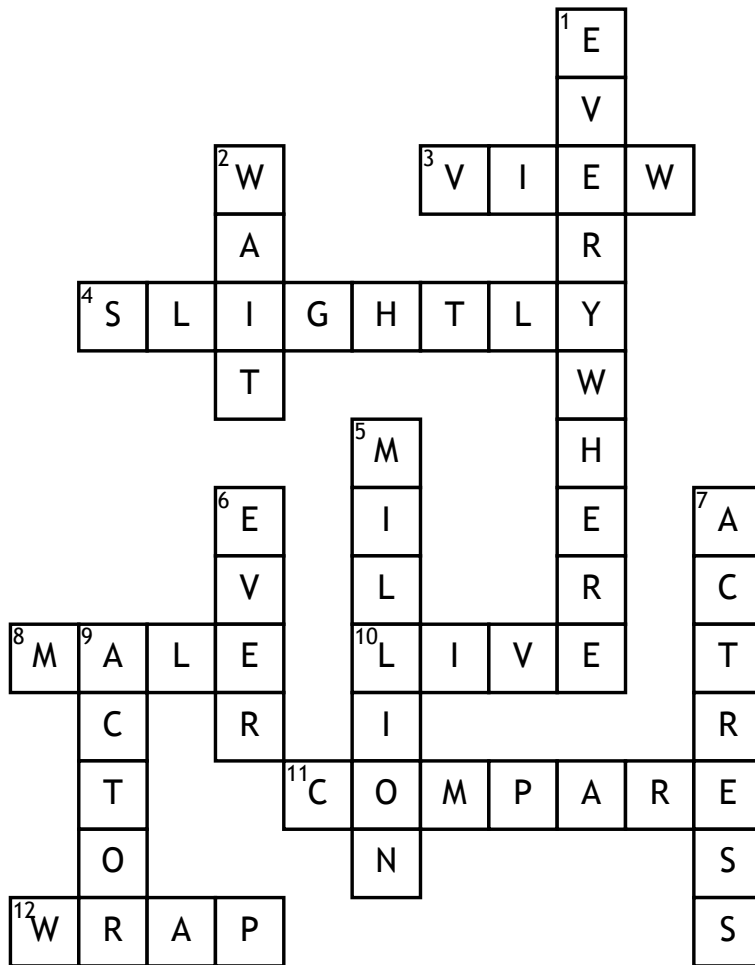 1 E
V
2 W 3 V I E W
A R
4 S L I G H T L Y
T W
5 M H
6 E I E 7 A
V L R C
8 M 9 A L E 10 L I V E T
C R I R
T 11 C O M P A R E
O N S
12 W R A P S